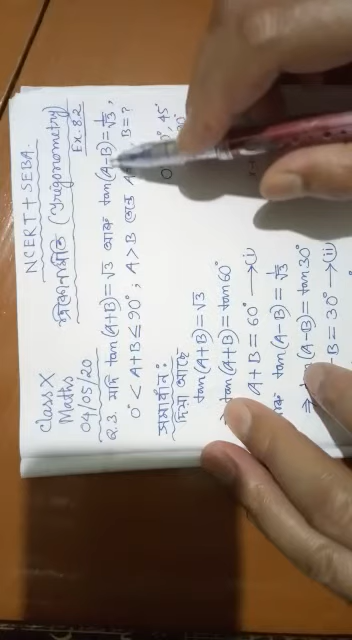 NCERT + SEBA
Class X
Maths
04/05/20
ত্ৰিকোণমিতি (Trigonometry)
Ex. 8.2
Q.3. যদি tan(A+B) = √3 আৰু tan(A-B) = 1/√3,
0° < A+B ≤ 90°; A > B তেন্তে B = ?
সমাধান:
দিয়া আছে
tan(A+B) = √3
tan(A+B) = tan 60°
A+B = 60° → (i)
tan(A-B) = 1/√3
⇒ (A-B) = tan 30°
B = 30° → (ii)
45°